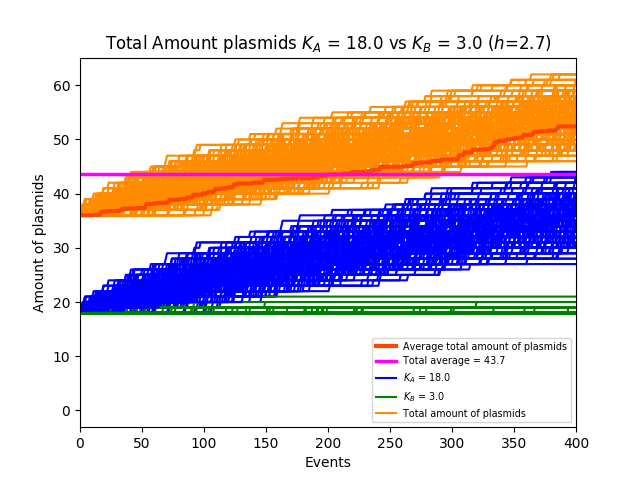 Total Amount plasmids K_A = 18.0 vs K_B = 3.0 (h=2.7)
Amount of plasmids
60
50
40
30
20
10
0
0 50 100 150 200 250 300 350 400
Events
Average total amount of plasmids
Total average = 43.7
K_A = 18.0
K_B = 3.0
Total amount of plasmids